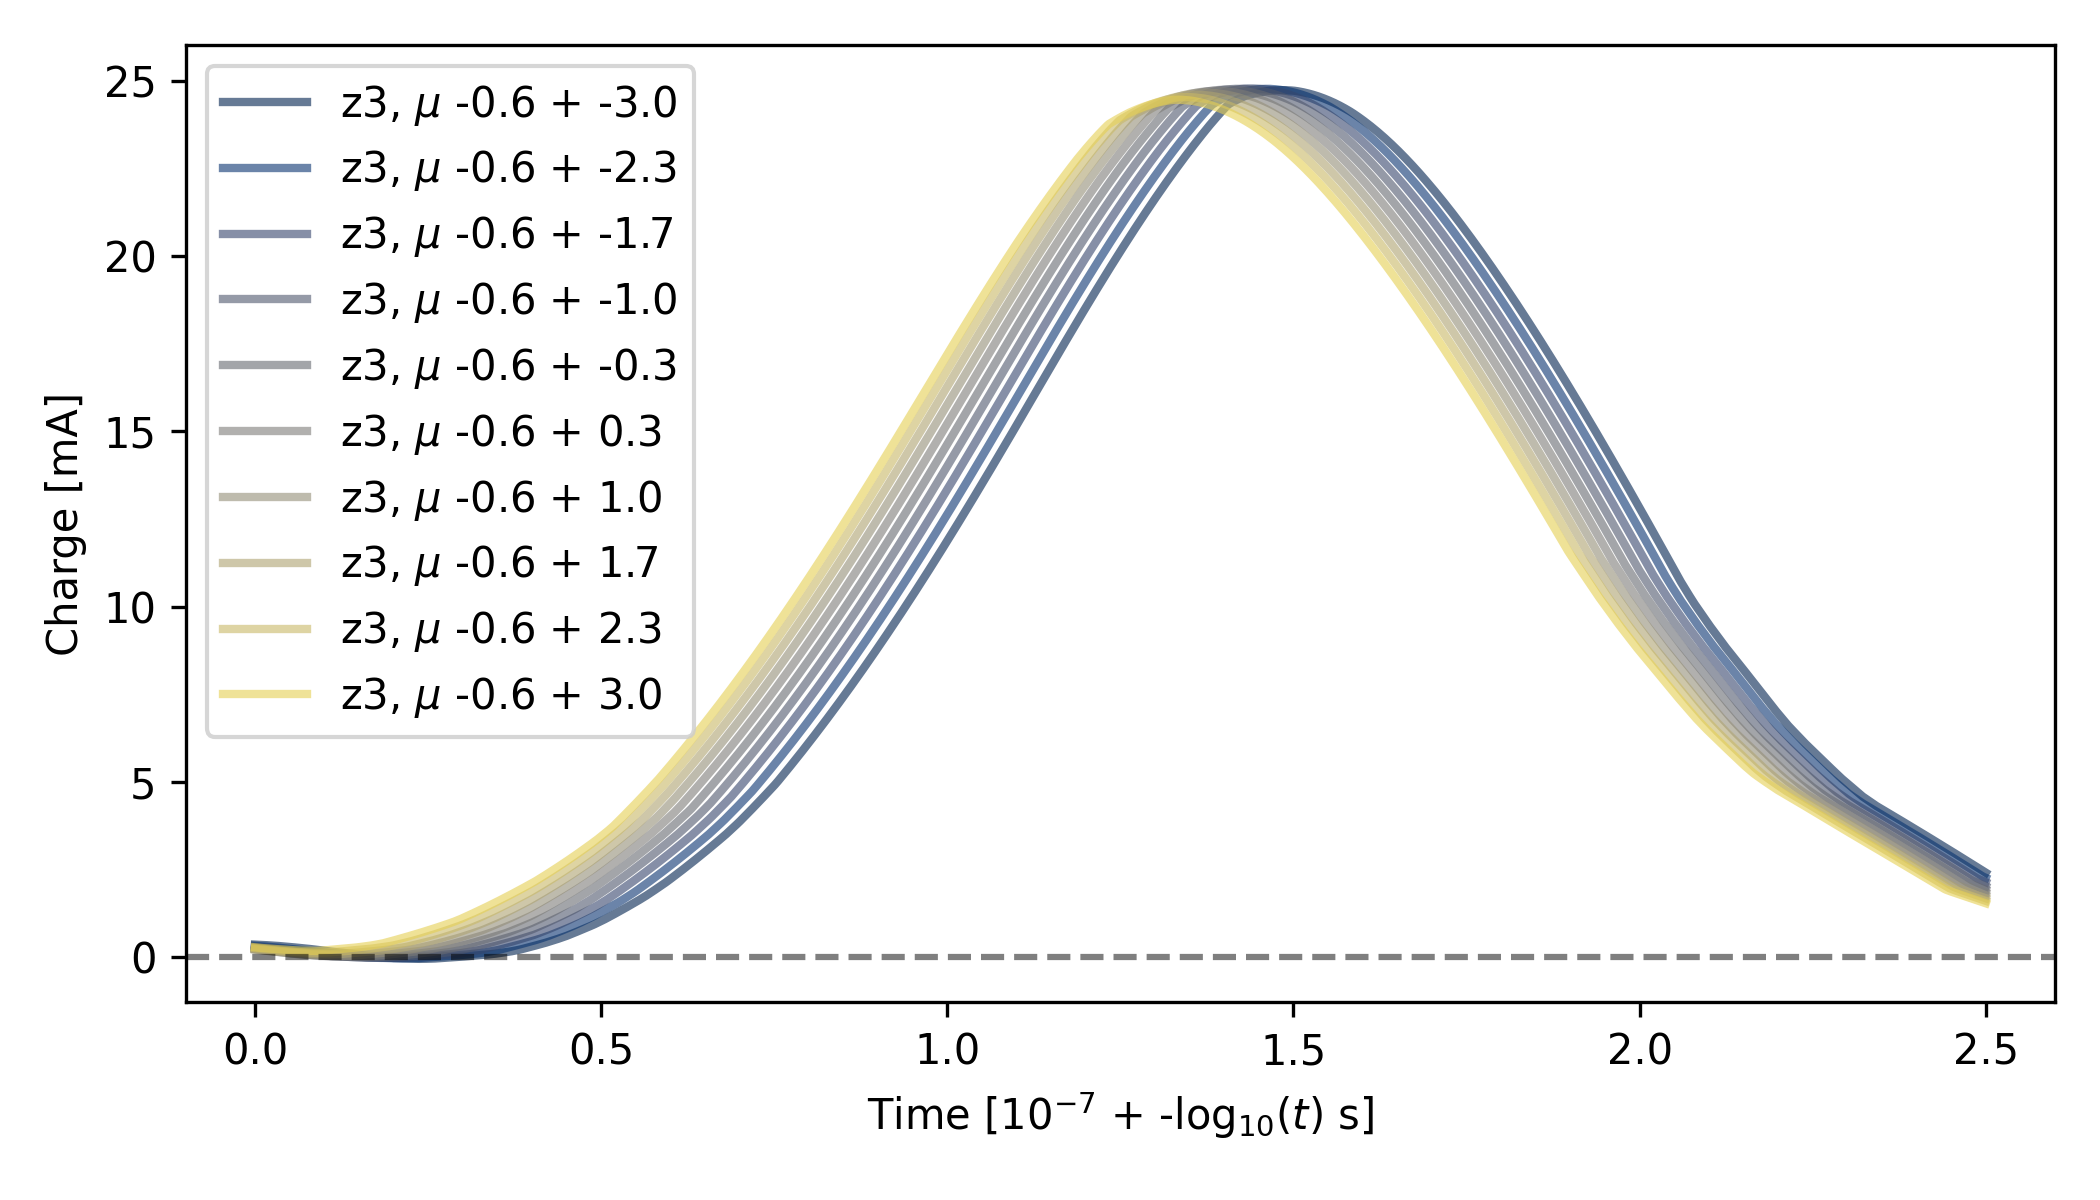 z3, μ -0.6 + -3.0
z3, μ -0.6 + -2.3
z3, μ -0.6 + -1.7
z3, μ -0.6 + -1.0
z3, μ -0.6 + -0.3
z3, μ -0.6 + 0.3
z3, μ -0.6 + 1.0
z3, μ -0.6 + 1.7
z3, μ -0.6 + 2.3
z3, μ -0.6 + 3.0
25
20
15
10
5
0
Charge [mA]
0.0 0.5 1.0 1.5 2.0 2.5
Time [10⁻⁷ + -log₁₀(t) s]